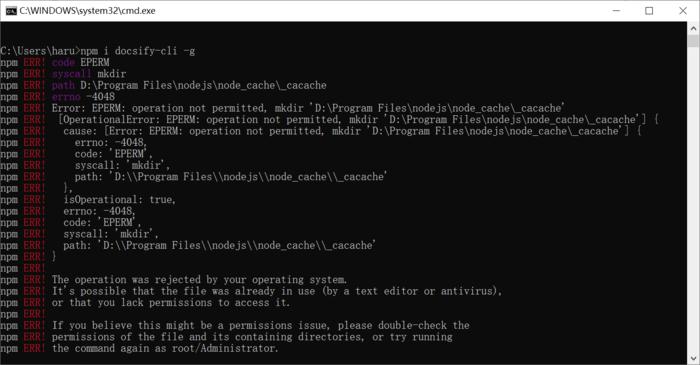 C:\WINDOWS\system32\cmd.exe
C:\Users\haru>npm i docsify-cli -g
npm ERR! code EPERM
npm ERR! syscall mkdir
npm ERR! path D:\Program Files\nodejs\node_cache\_cacache
npm ERR! errno -4048
npm ERR! Error: EPERM: operation not permitted, mkdir 'D:\Program Files\nodejs\node_cache\_cacache'
npm ERR!  [OperationalError: EPERM: operation not permitted, mkdir 'D:\Program Files\nodejs\node_cache\_cacache'] {
npm ERR!   cause: [Error: EPERM: operation not permitted, mkdir 'D:\Program Files\nodejs\node_cache\_cacache'] {
npm ERR!     errno: -4048,
npm ERR!     code: 'EPERM',
npm ERR!     syscall: 'mkdir',
npm ERR!     path: 'D:\\Program Files\\nodejs\\node_cache\\_cacache'
npm ERR!   },
npm ERR!   isOperational: true,
npm ERR!   errno: -4048,
npm ERR!   code: 'EPERM',
npm ERR!   syscall: 'mkdir',
npm ERR!   path: 'D:\\Program Files\\nodejs\\node_cache\\_cacache'
npm ERR! }
npm ERR!
npm ERR! The operation was rejected by your operating system.
npm ERR! It's possible that the file was already in use (by a text editor or antivirus),
npm ERR! or that you lack permissions to access it.
npm ERR!
npm ERR! If you believe this might be a permissions issue, please double-check the
npm ERR! permissions of the file and its containing directories, or try running
npm ERR! the command again as root/Administrator.